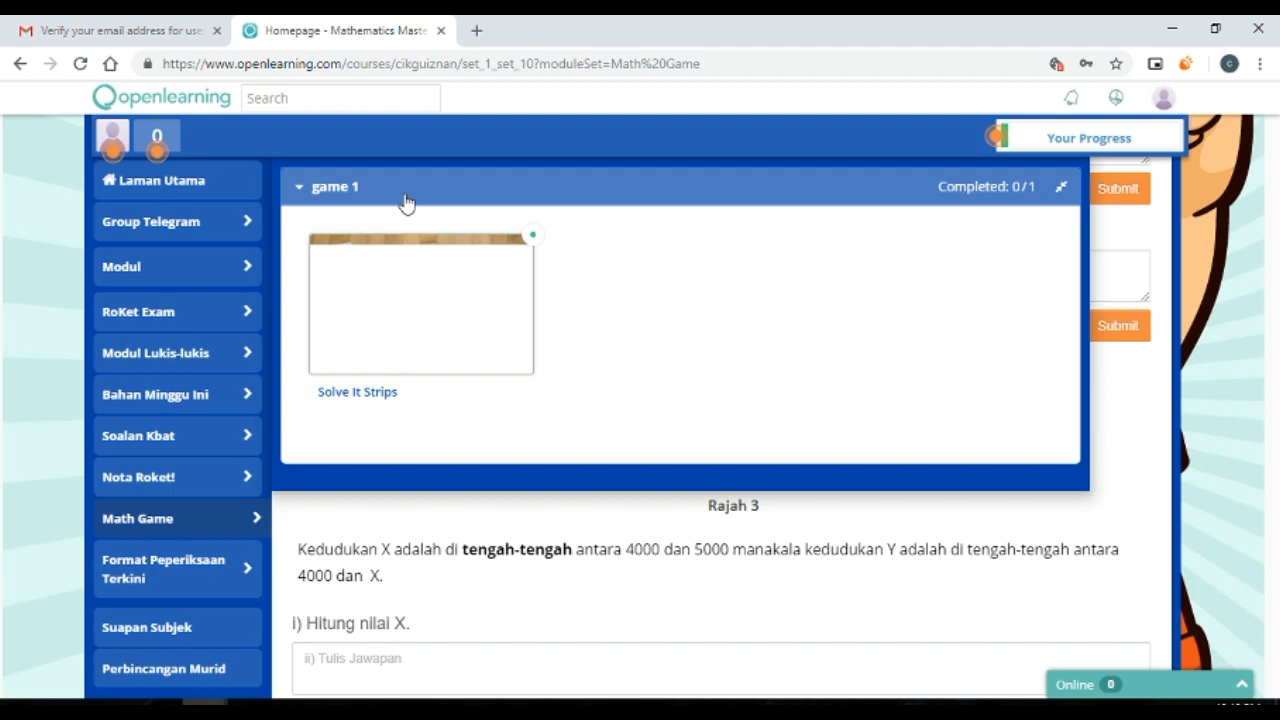 Verify your email address for use
Homepage - Mathematics Maste
https://www.openlearning.com/courses/cikguiznan/set_1_set_10?moduleSet=Math%20Game
C
openlearning
Search
0
Your Progress
Laman Utama
Group Telegram
Modul
RoKet Exam
Modul Lukis-lukis
Bahan Minggu Ini
Soalan Kbat
Nota Roket!
Math Game
Format Peperiksaan
Terkini
Suapan Subjek
Perbincangan Murid
game 1
Completed: 0/1
Solve It Strips
Submit
Submit
Rajah 3
Kedudukan X adalah di tengah-tengah antara 4000 dan 5000 manakala kedudukan Y adalah di tengah-tengah antara
4000 dan X.
i) Hitung nilai X.
ii) Tulis Jawapan
Online 0